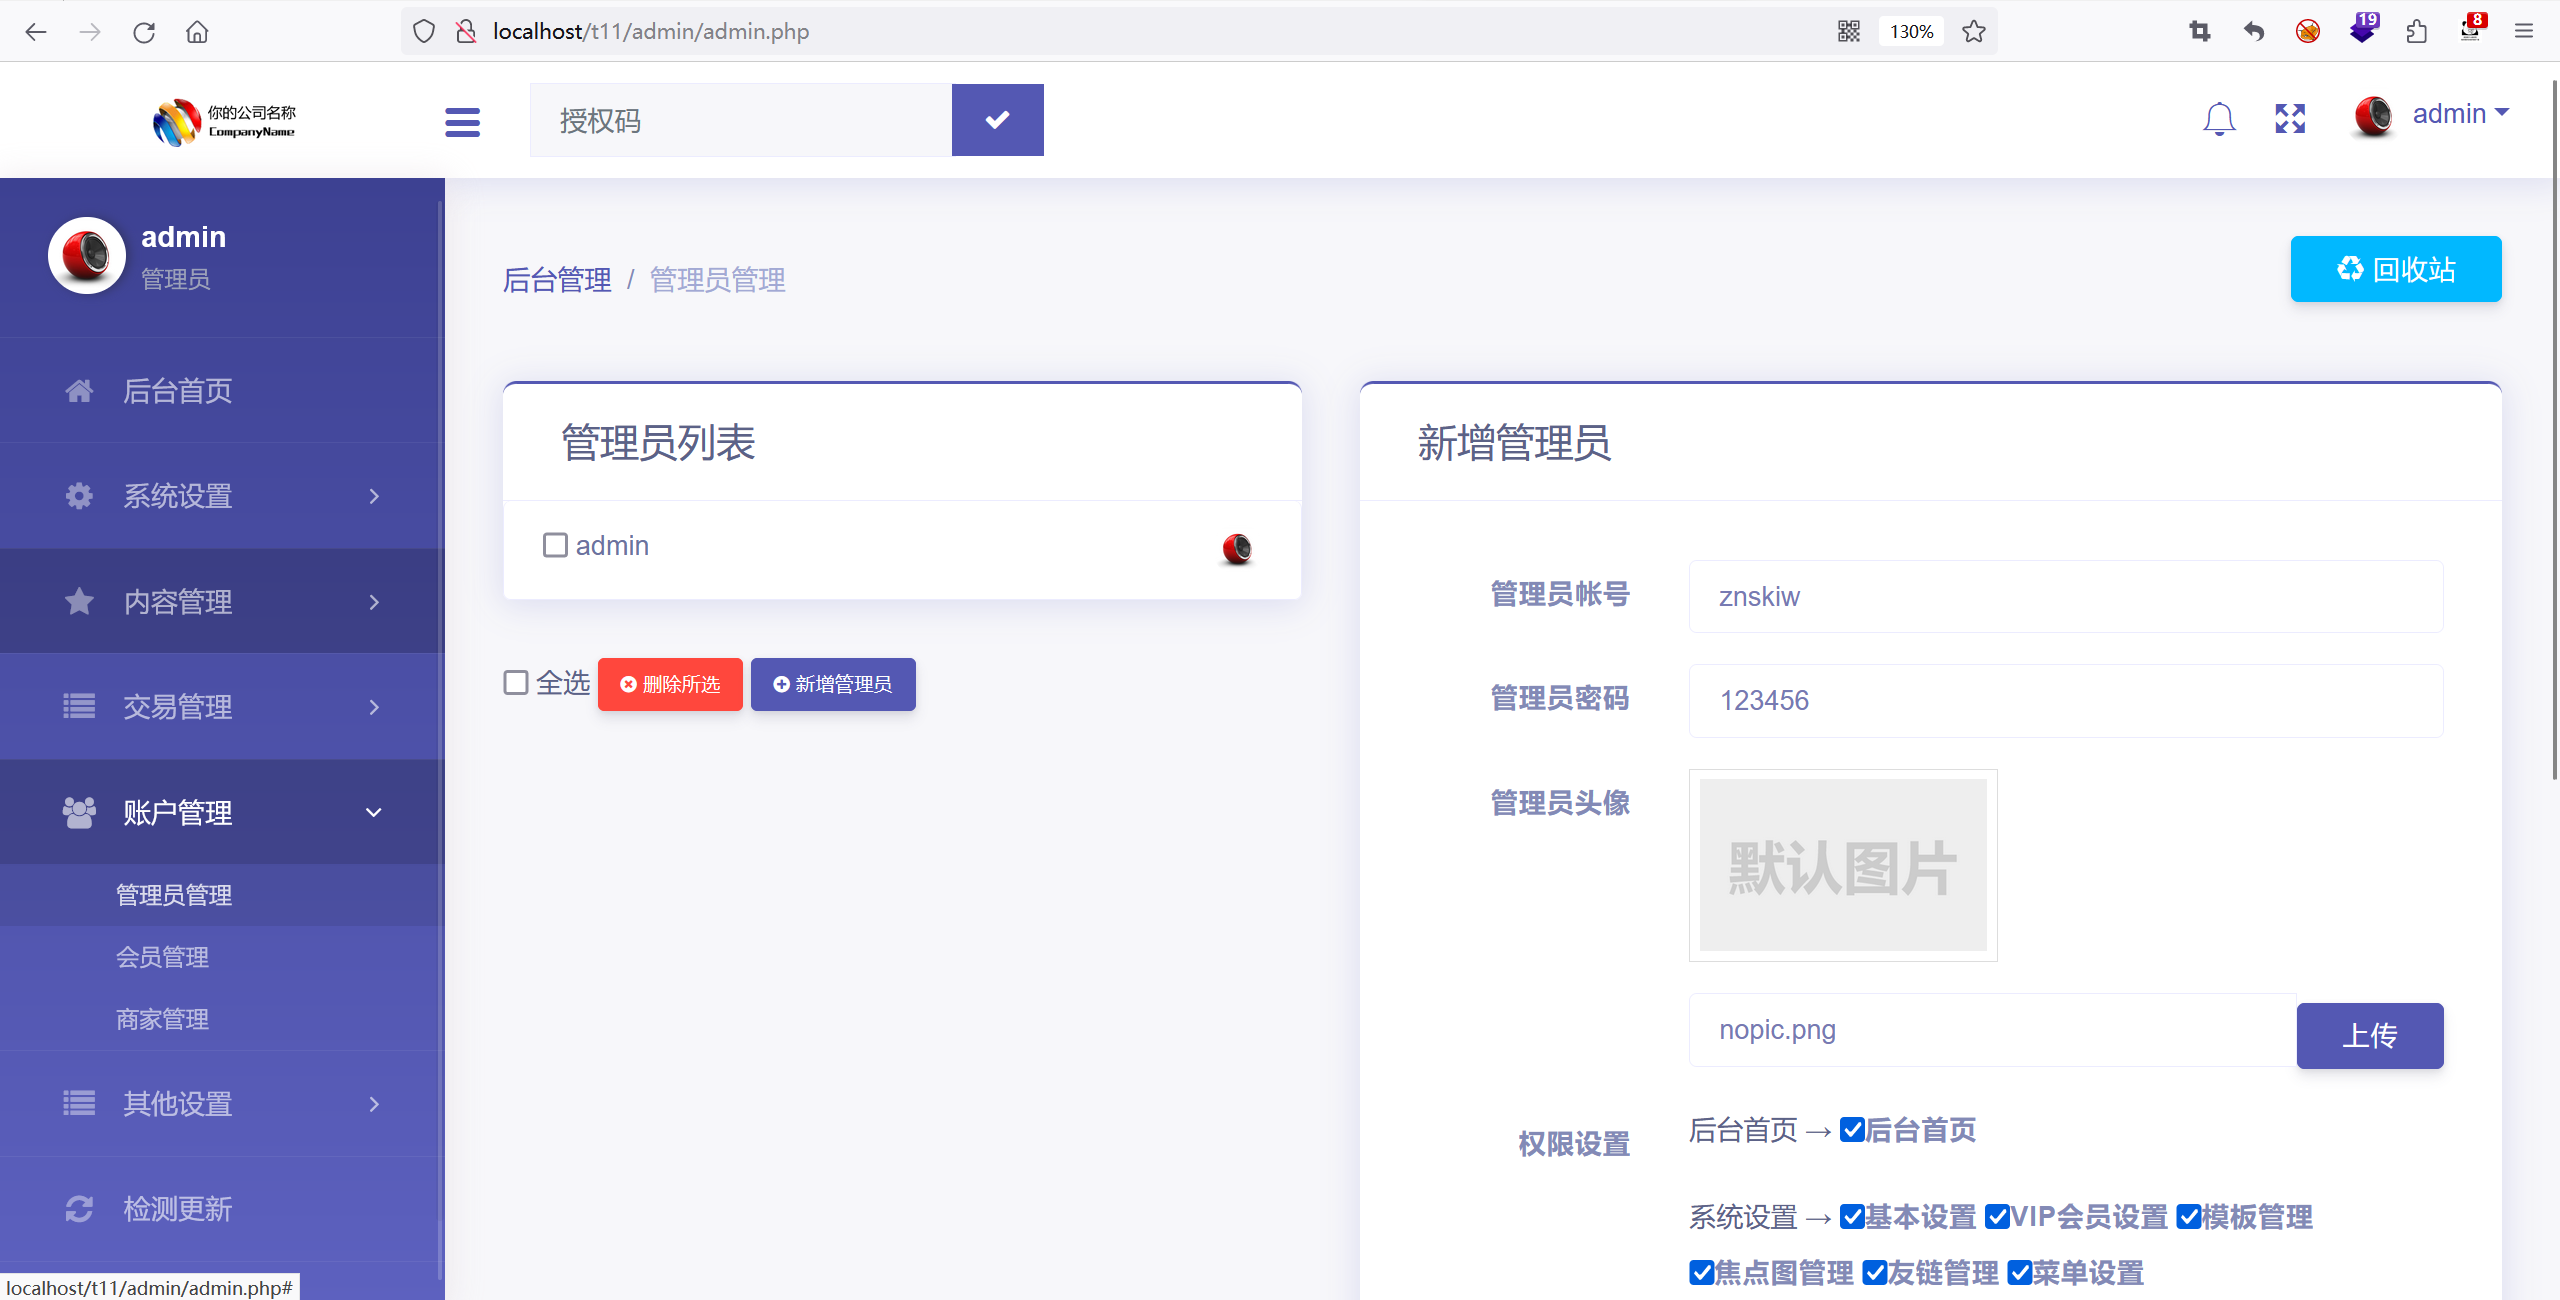 localhost/t11/admin/admin.php
130%
19
8
你的公司名称
CompanyName
授权码
admin
admin
管理员
后台管理 / 管理员管理
回收站
后台首页
系统设置
内容管理
交易管理
账户管理
管理员管理
会员管理
商家管理
其他设置
检测更新
管理员列表
admin
全选
删除所选
新增管理员
新增管理员
管理员帐号
znskiw
管理员密码
123456
管理员头像
默认图片
nopic.png
上传
权限设置
后台首页 → 后台首页
系统设置 → 基本设置 VIP会员设置 模板管理
焦点图管理 友链管理 菜单设置
localhost/t11/admin/admin.php#